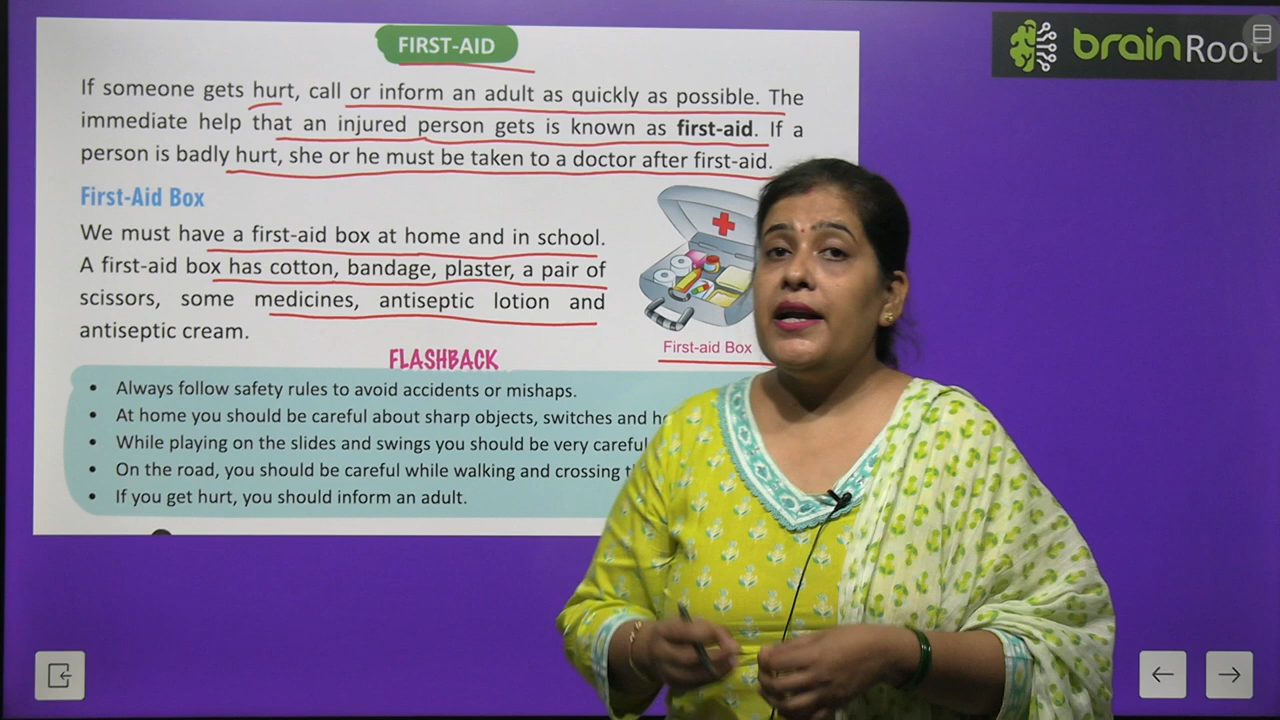 FIRST-AID
brainRoot
If someone gets hurt, call or inform an adult as quickly as possible. The
immediate help that an injured person gets is known as first-aid. If a
person is badly hurt, she or he must be taken to a doctor after first-aid.
First-Aid Box
We must have a first-aid box at home and in school.
A first-aid box has cotton, bandage, plaster, a pair of
scissors, some medicines, antiseptic lotion and
antiseptic cream.
First-aid Box
FLASHBACK
• Always follow safety rules to avoid accidents or mishaps.
• At home you should be careful about sharp objects, switches and
• While playing on the slides and swings you should be very careful
• On the road, you should be careful while walking and crossing
• If you get hurt, you should inform an adult.